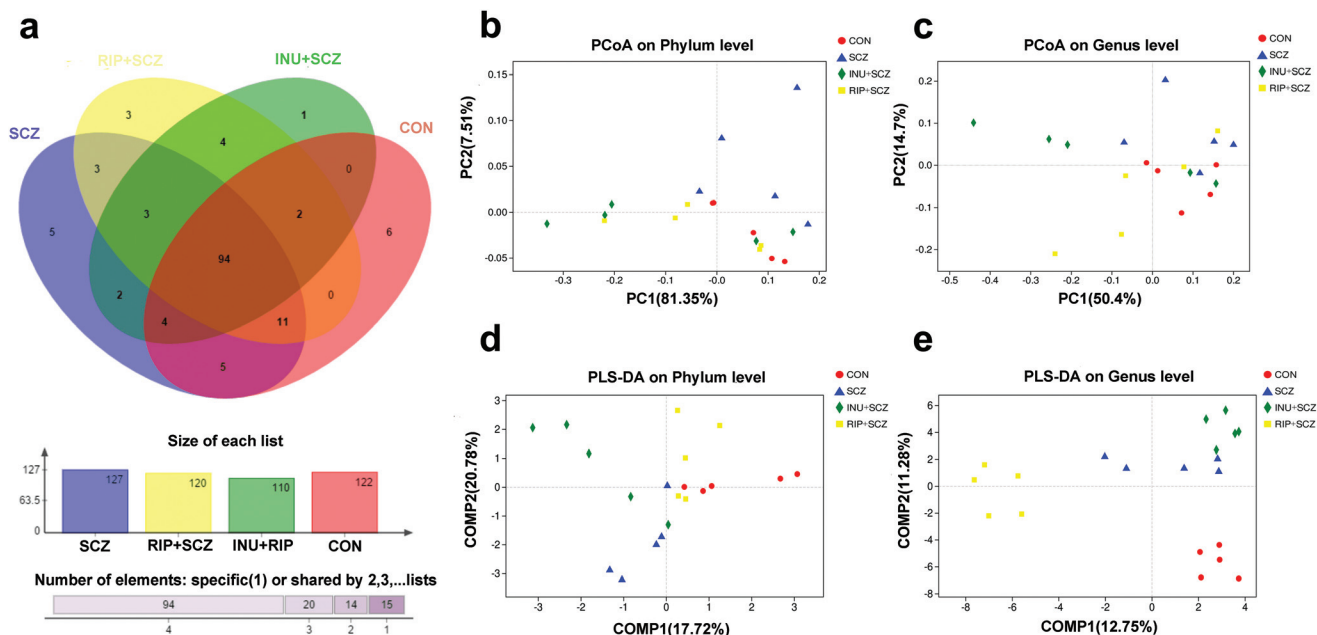 a
RIP+SCZ
INU+SCZ
SCZ
CON
3
1
3
4
0
5
3
2
6
94
2
0
4
11
5
Size of each list
127
63.5
0
127
120
110
122
SCZ
RIP+SCZ
INU+RIP
CON
Number of elements: specific(1) or shared by 2,3,...lists
94
20
14
15
4
3
2
1
b
PCoA on Phylum level
CON
SCZ
INU+SCZ
RIP+SCZ
PC2(7.51%)
0.15
0.10
0.05
0.00
-0.05
-0.3
-0.2
-0.1
-0.0
0.1
0.2
PC1(81.35%)
c
PCoA on Genus level
CON
SCZ
INU+SCZ
RIP+SCZ
PC2(14.7%)
0.2
0.1
0.0
-0.1
-0.2
-0.5
-0.4
-0.3
-0.2
-0.1
0.0
0.1
0.2
PC1(50.4%)
d
PLS-DA on Phylum level
CON
SCZ
INU+SCZ
RIP+SCZ
COMP2(20.78%)
3
2
1
0
-1
-2
-3
-3
-2
-1
0
1
2
3
COMP1(17.72%)
e
PLS-DA on Genus level
CON
SCZ
INU+SCZ
RIP+SCZ
COMP2(11.28%)
6
4
2
0
-2
-4
-6
-8
-8
-6
-4
-2
0
2
4
COMP1(12.75%)